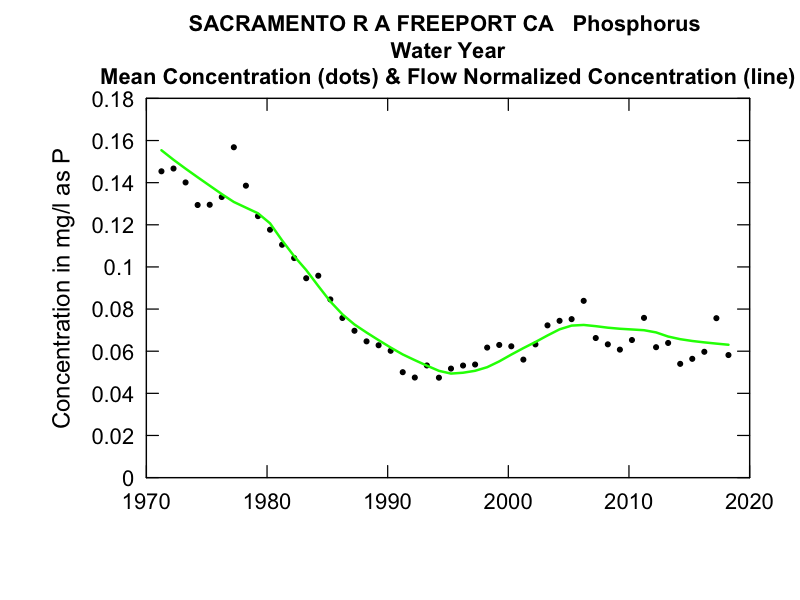 SACRAMENTO R A FREEPORT CA Phosphorus
Water Year
Mean Concentration (dots) & Flow Normalized Concentration (line)
Concentration in mg/l as P
0.18
0.16
0.14
0.12
0.1
0.08
0.06
0.04
0.02
0
1970 1980 1990 2000 2010 2020